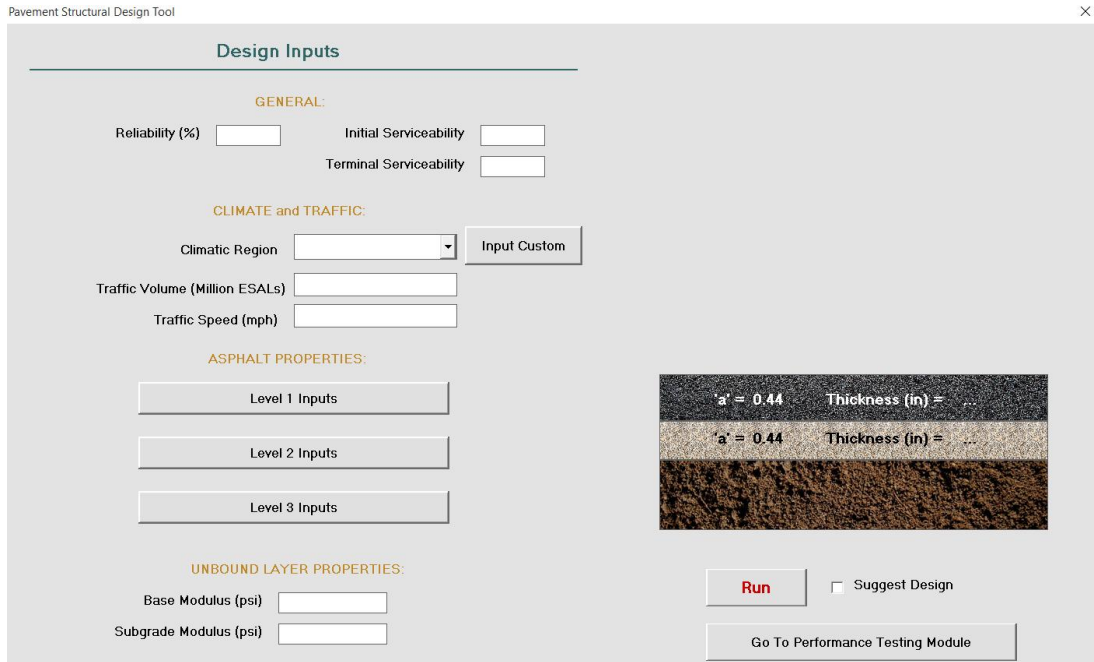 Pavement Structural Design Tool
Design Inputs
GENERAL:
Reliability (%) Initial Serviceability
Terminal Serviceability
CLIMATE and TRAFFIC:
Climatic Region Input Custom
Traffic Volume (Million ESALs)
Traffic Speed (mph)
ASPHALT PROPERTIES:
Level 1 Inputs
Level 2 Inputs
Level 3 Inputs
UNBOUND LAYER PROPERTIES:
Base Modulus (psi)
Subgrade Modulus (psi)
'a' = 0.44 Thickness (in) = ...
'a' = 0.44 Thickness (in) = ...
Run Suggest Design
Go To Performance Testing Module